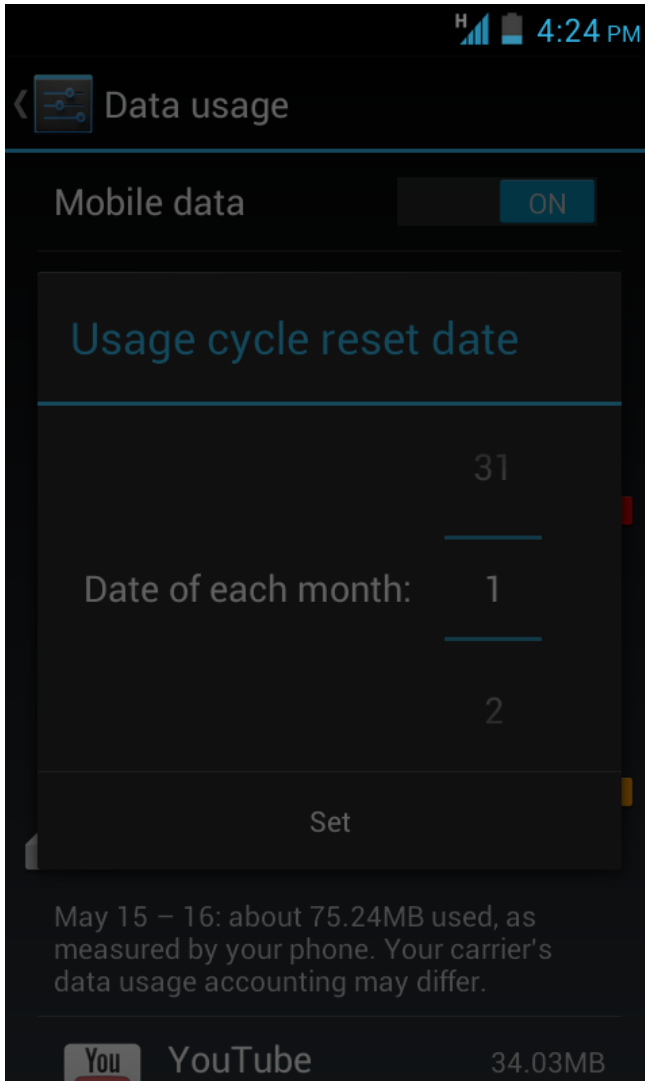 H 4:24 PM
Data usage
Mobile data ON
Usage cycle reset date
31
Date of each month: 1
2
Set
May 15 – 16: about 75.24MB used, as
measured by your phone. Your carrier's
data usage accounting may differ.
You YouTube 34.03MB